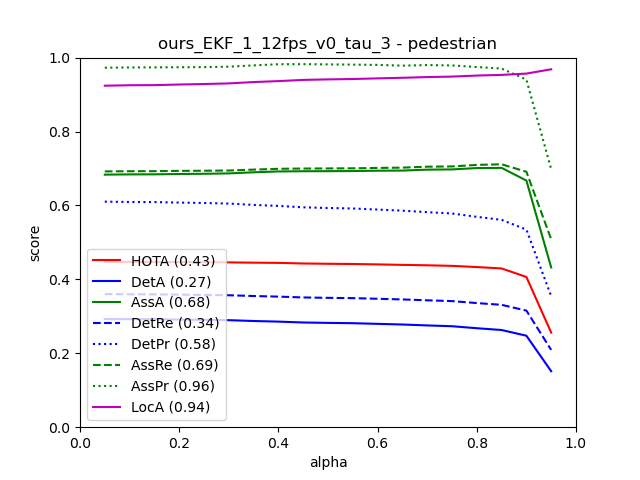 ours_EKF_1_12fps_v0_tau_3 - pedestrian
1.0
0.8
0.6
0.4
0.2
0.0
score
HOTA (0.43)
DetA (0.27)
AssA (0.68)
DetRe (0.34)
DetPr (0.58)
AssRe (0.69)
AssPr (0.96)
LocA (0.94)
0.0 0.2 0.4 0.6 0.8 1.0
alpha